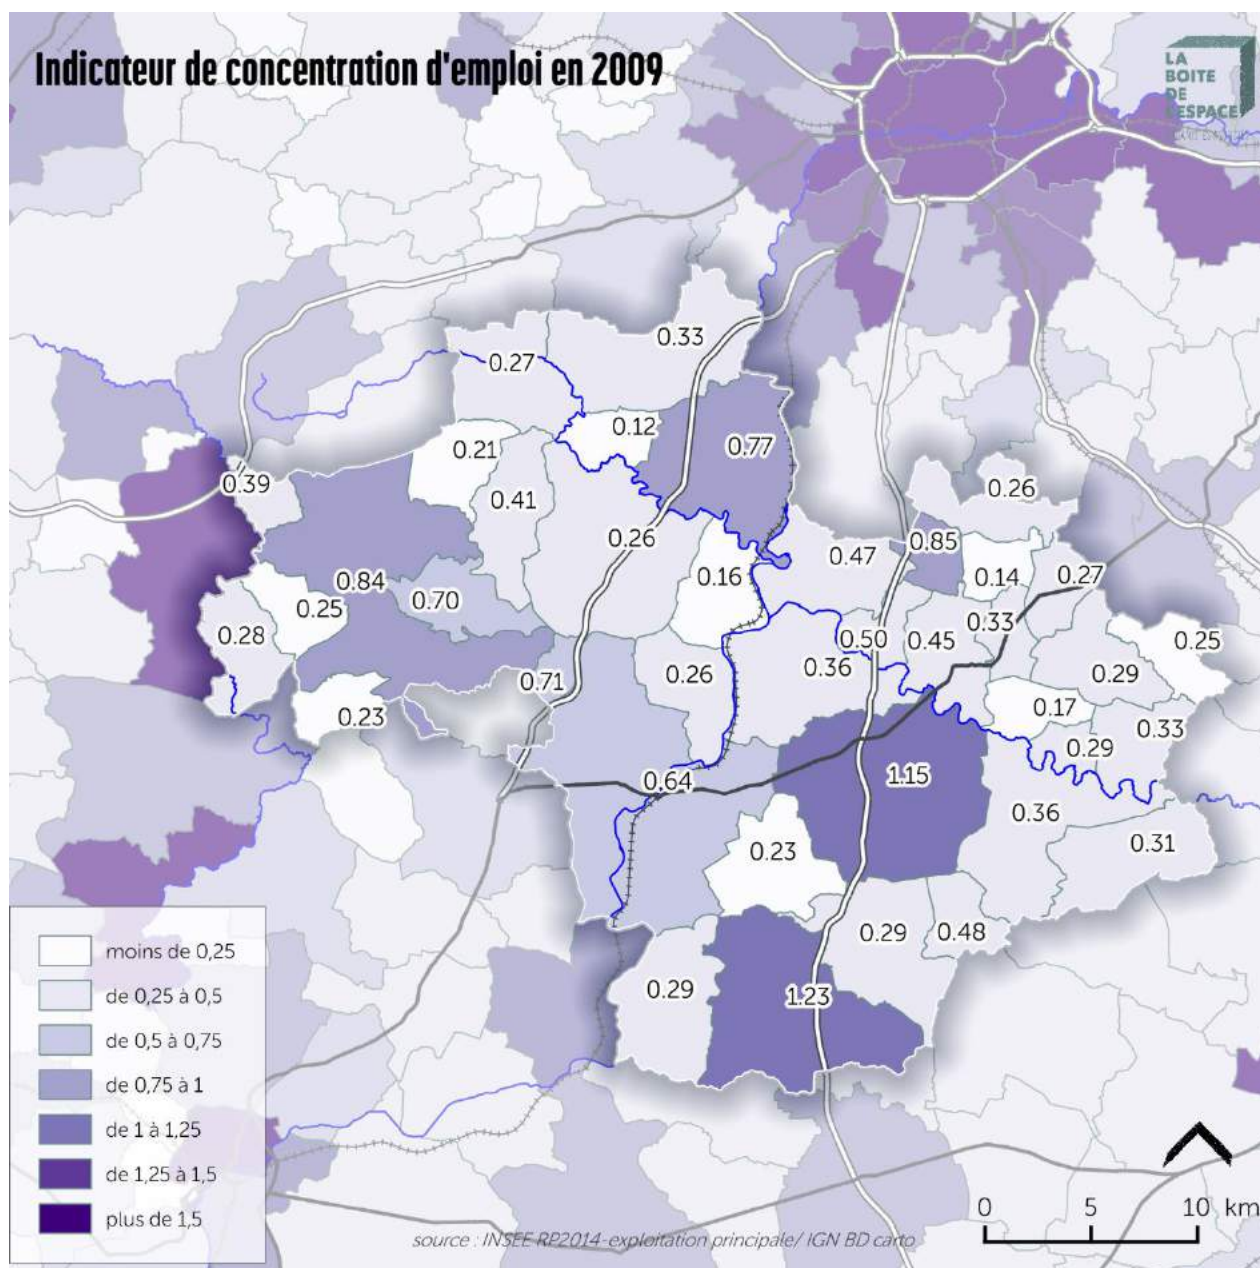 Indicateur de concentration d'emploi en 2009
LA
BOITE
DE
L'ESPACE
0.33
0.27
0.12
0.21
0.77
0.39
0.41
0.26
0.26
0.47
0.85
0.84
0.70
0.16
0.14
0.27
0.25
0.28
0.33
0.50
0.45
0.25
0.36
0.26
0.29
0.71
0.23
0.17
0.33
0.29
0.64
1.15
0.36
0.31
0.23
0.29
0.48
0.29
1.23
moins de 0,25
de 0,25 à 0,5
de 0,5 à 0,75
de 0,75 à 1
de 1 à 1,25
de 1,25 à 1,5
plus de 1,5
0 5 10 km
source : INSEE RP2014-exploitation principale/ IGN BD carto